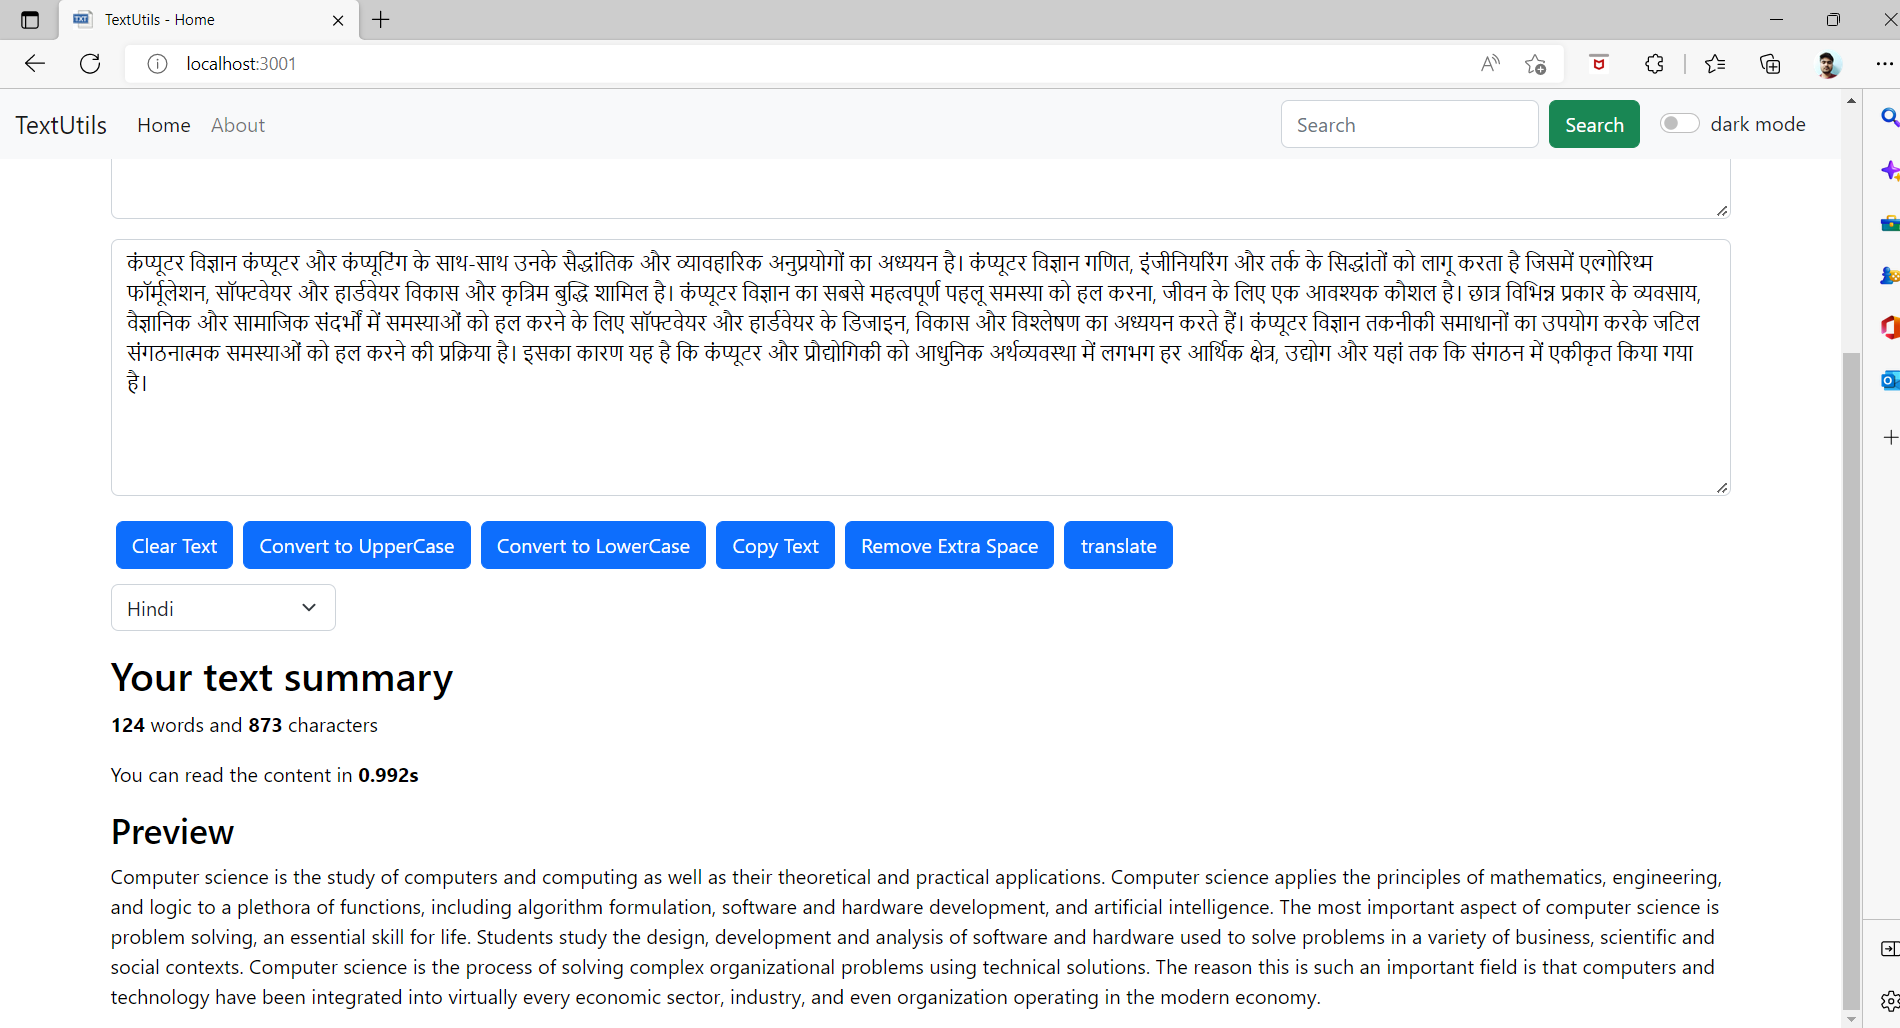 TextUtils - Home
localhost:3001
TextUtils Home About Search Search dark mode
कंप्यूटर विज्ञान कंप्यूटर और कंप्यूटिंग के साथ-साथ उनके सैद्धांतिक और व्यावहारिक अनुप्रयोगों का अध्ययन है। कंप्यूटर विज्ञान गणित, इंजीनियरिंग और तर्क के सिद्धांतों को लागू करता है जिसमें एल्गोरिथ्म
फॉर्मूलेशन, सॉफ्टवेयर और हार्डवेयर विकास और कृत्रिम बुद्धि शामिल है। कंप्यूटर विज्ञान का सबसे महत्वपूर्ण पहलू समस्या को हल करना, जीवन के लिए एक आवश्यक कौशल है। छात्र विभिन्न प्रकार के व्यवसाय,
वैज्ञानिक और सामाजिक संदर्भों में समस्याओं को हल करने के लिए सॉफ्टवेयर और हार्डवेयर के डिजाइन, विकास और विश्लेषण का अध्ययन करते हैं। कंप्यूटर विज्ञान तकनीकी समाधानों का उपयोग करके जटिल
संगठनात्मक समस्याओं को हल करने की प्रक्रिया है। इसका कारण यह है कि कंप्यूटर और प्रौद्योगिकी को आधुनिक अर्थव्यवस्था में लगभग हर आर्थिक क्षेत्र, उद्योग और यहां तक कि संगठन में एकीकृत किया गया
है।
Clear Text Convert to UpperCase Convert to LowerCase Copy Text Remove Extra Space translate
Hindi
Your text summary
124 words and 873 characters
You can read the content in 0.992s
Preview
Computer science is the study of computers and computing as well as their theoretical and practical applications. Computer science applies the principles of mathematics, engineering,
and logic to a plethora of functions, including algorithm formulation, software and hardware development, and artificial intelligence. The most important aspect of computer science is
problem solving, an essential skill for life. Students study the design, development and analysis of software and hardware used to solve problems in a variety of business, scientific and
social contexts. Computer science is the process of solving complex organizational problems using technical solutions. The reason this is such an important field is that computers and
technology have been integrated into virtually every economic sector, industry, and even organization operating in the modern economy.